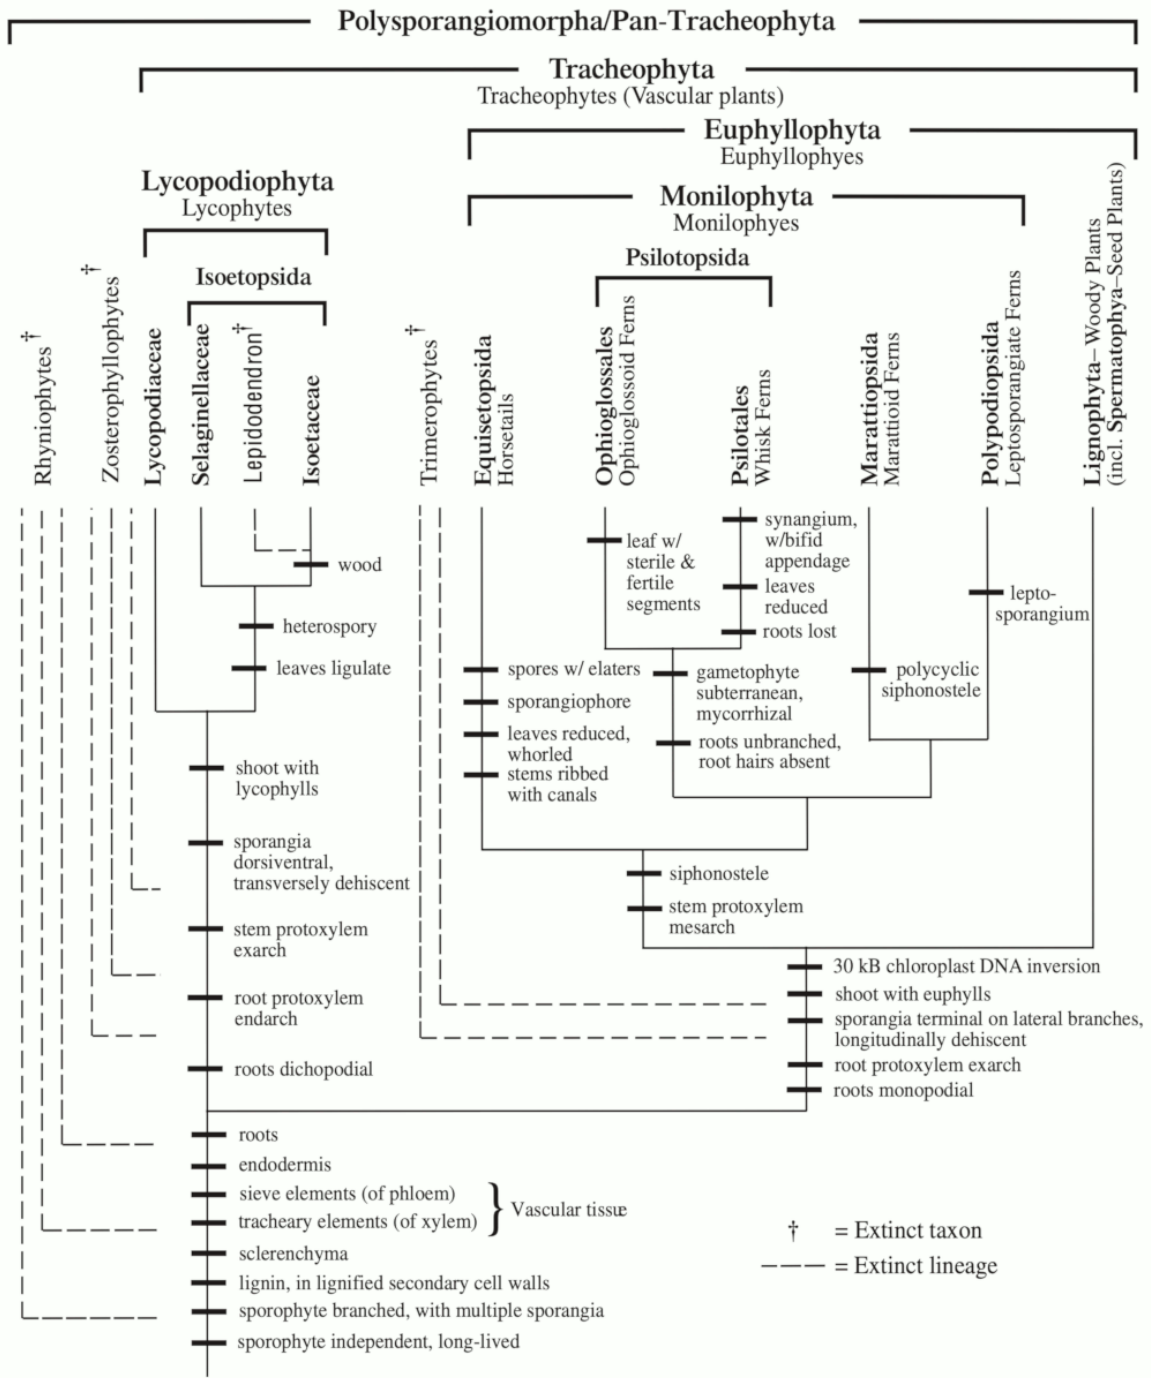 Polysporangiomorpha/Pan-Tracheophyta
Tracheophyta
Tracheophytes (Vascular plants)
Euphyllophyta
Euphyllophyes
Lycopodiophyta
Lycophytes
Monilophyta
Monilophyes
Isoetopsida
Psilotopsida
Rhyniophytes†
Zosterophyllophytes†
Lycopodiaceae
Selaginellaceae
Lepidodendron†
Isoetaceae
Trimerophytes†
Equisetopsida
Horsetails
Ophioglossales
Ophioglossoid Ferns
Psilotales
Whisk Ferns
Marattiopsida
Marattioid Ferns
Polypodiopsida
Leptosporangiate Ferns
Lignophyta–Woody Plants
(incl. Spermatophya–Seed Plants)
wood
heterospory
leaves ligulate
shoot with
lycophylls
sporangia
dorsiventral,
transversely dehiscent
stem protoxylem
exarch
root protoxylem
endarch
roots dichopodial
spores w/ elaters
sporangiophore
leaves reduced,
whorled
stems ribbed
with canals
leaf w/
sterile &
fertile
segments
synangium,
w/bifid
appendage
leaves
reduced
roots lost
gametophyte
subterranean,
mycorrhizal
roots unbranched,
root hairs absent
polycyclic
siphonostele
lepto-
sporangium
siphonostele
stem protoxylem
mesarch
30 kB chloroplast DNA inversion
shoot with euphylls
sporangia terminal on lateral branches,
longitudinally dehiscent
root protoxylem exarch
roots monopodial
roots
endodermis
sieve elements (of phloem)
tracheary elements (of xylem)
Vascular tissue
sclerenchyma
lignin, in lignified secondary cell walls
sporophyte branched, with multiple sporangia
sporophyte independent, long-lived
† = Extinct taxon
= Extinct lineage